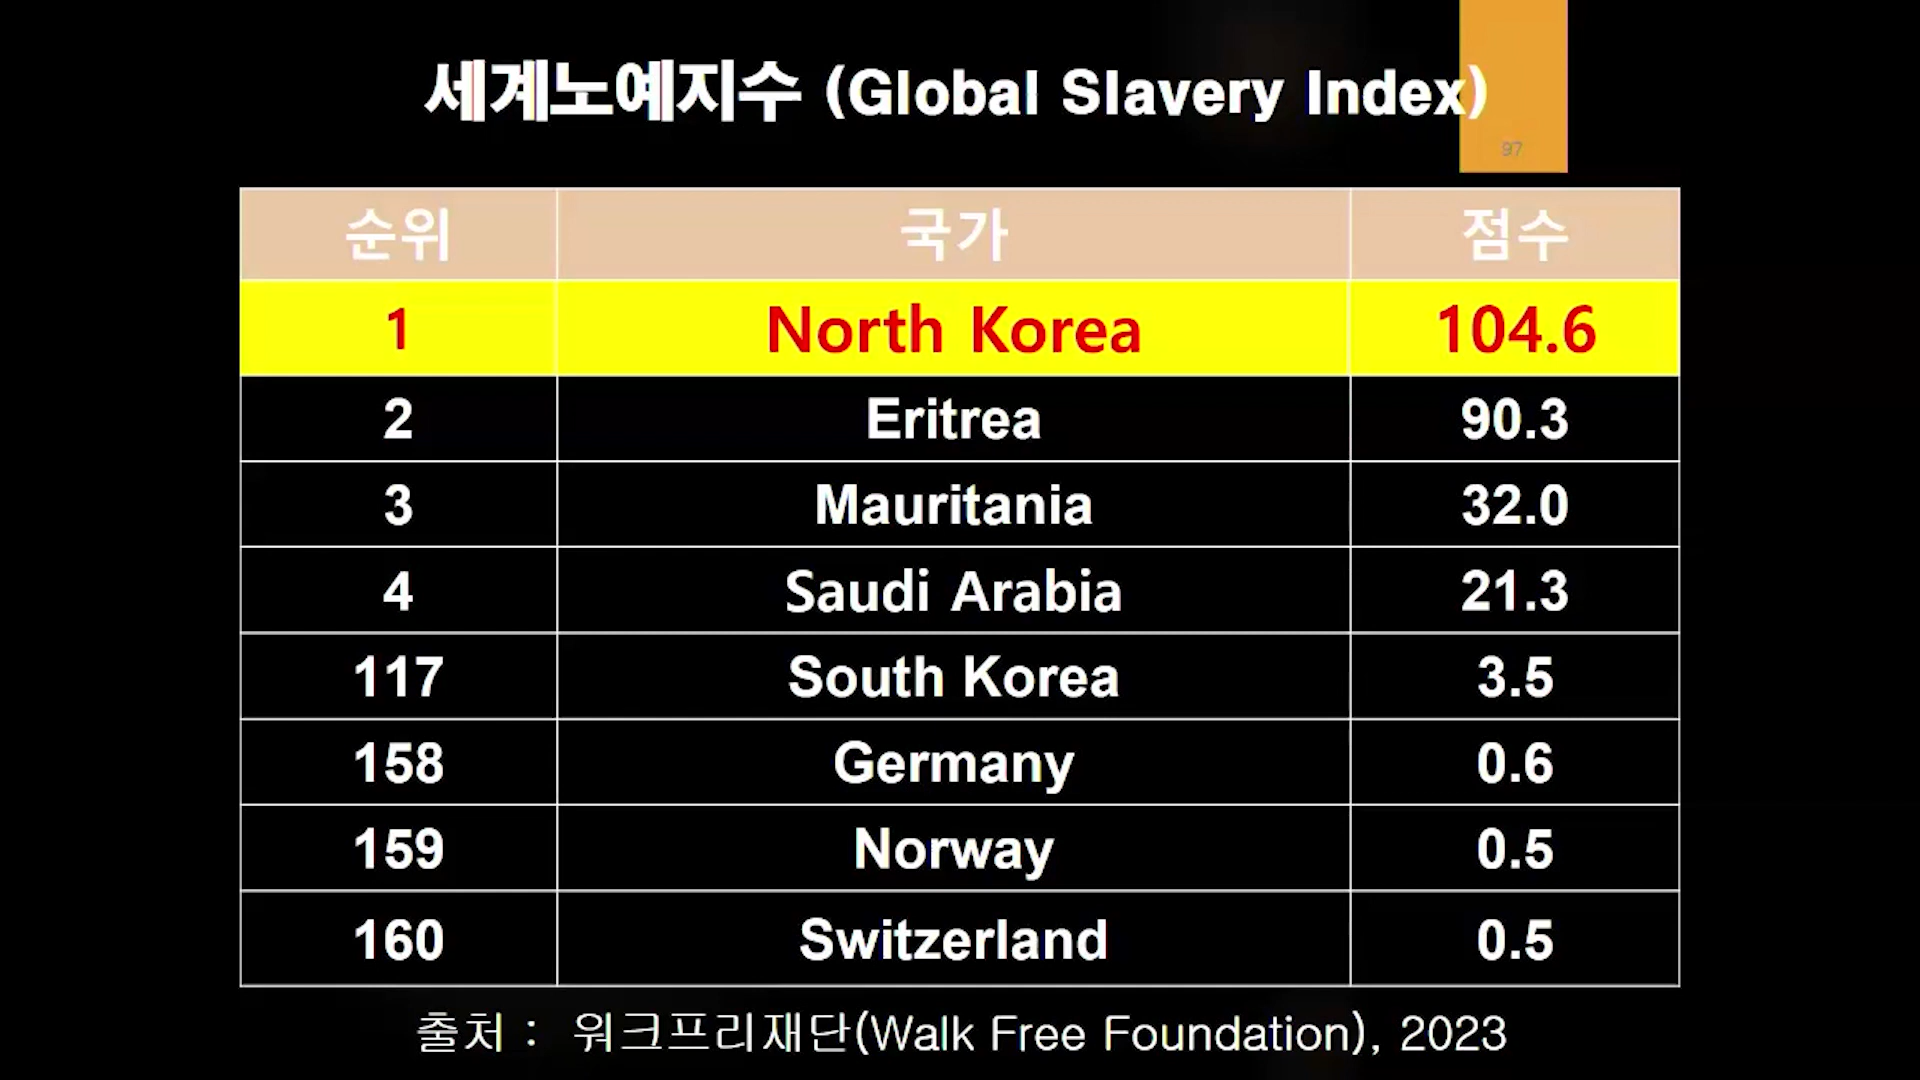 세계노예지수 (Global Slavery Index)
97
순위 국가 점수
1 North Korea 104.6
2 Eritrea 90.3
3 Mauritania 32.0
4 Saudi Arabia 21.3
117 South Korea 3.5
158 Germany 0.6
159 Norway 0.5
160 Switzerland 0.5
출처 : 워크프리재단(Walk Free Foundation), 2023